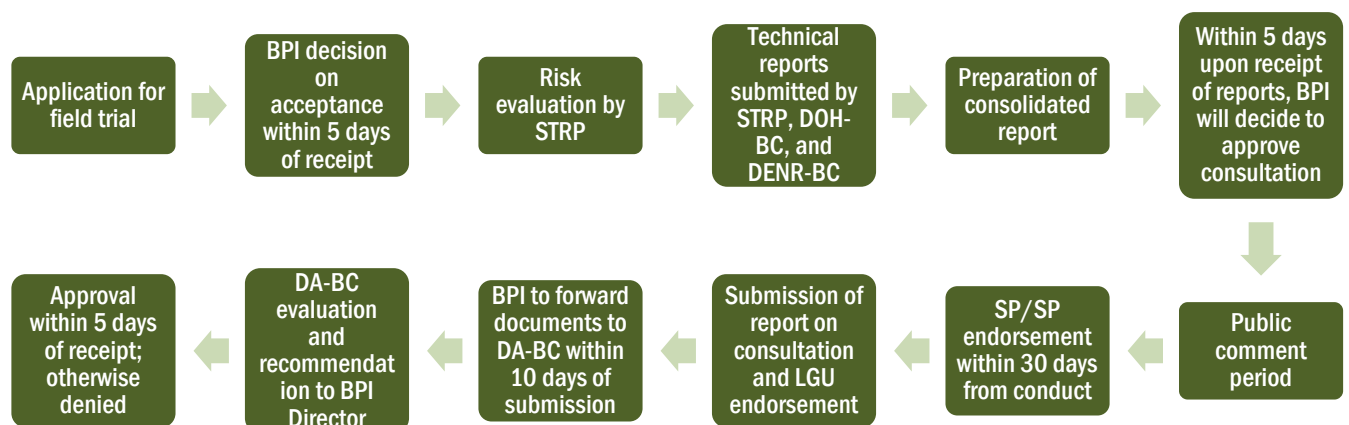 Application for
field trial
BPI decision
on
acceptance
within 5 days
of receipt
Risk
evaluation by
STRP
Technical
reports
submitted by
STRP, DOH-
BC, and
DENR-BC
Preparation of
consolidated
report
Within 5 days
upon receipt
of reports, BPI
will decide to
approve
consultation
Public
comment
period
SP/SP
endorsement
within 30 days
from conduct
Submission of
report on
consultation
and LGU
endorsement
BPI to forward
documents to
DA-BC within
10 days of
submission
DA-BC
evaluation
and
recommendat
ion to BPI
Director
Approval
within 5 days
of receipt;
otherwise
denied